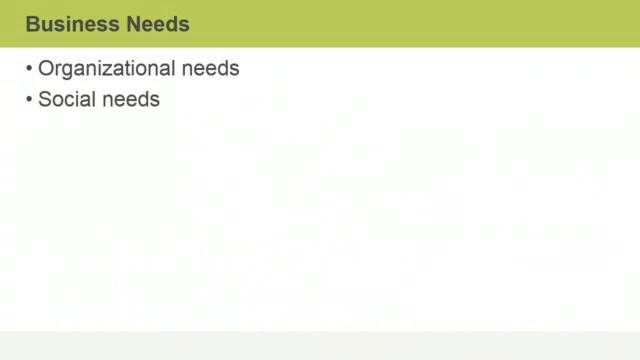 Business Needs
• Organizational needs
• Social needs